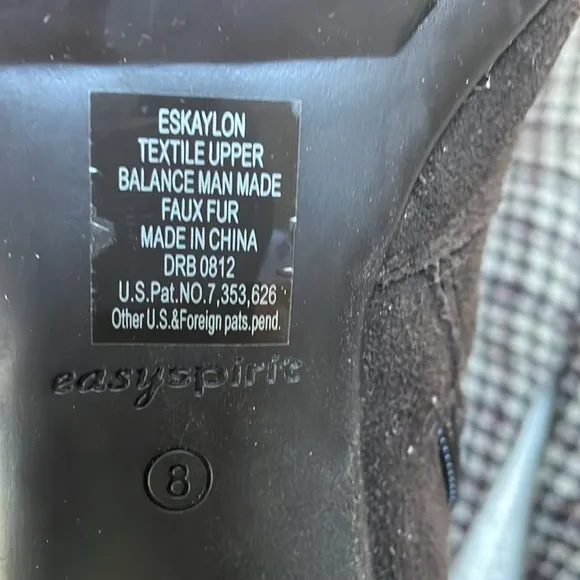 ESKAYLON
TEXTILE UPPER
BALANCE MAN MADE
FAUX FUR
MADE IN CHINA
DRB 0812
U.S.Pat.NO.7,353,626
Other U.S.&Foreign pats.pend.
easyspirit
8